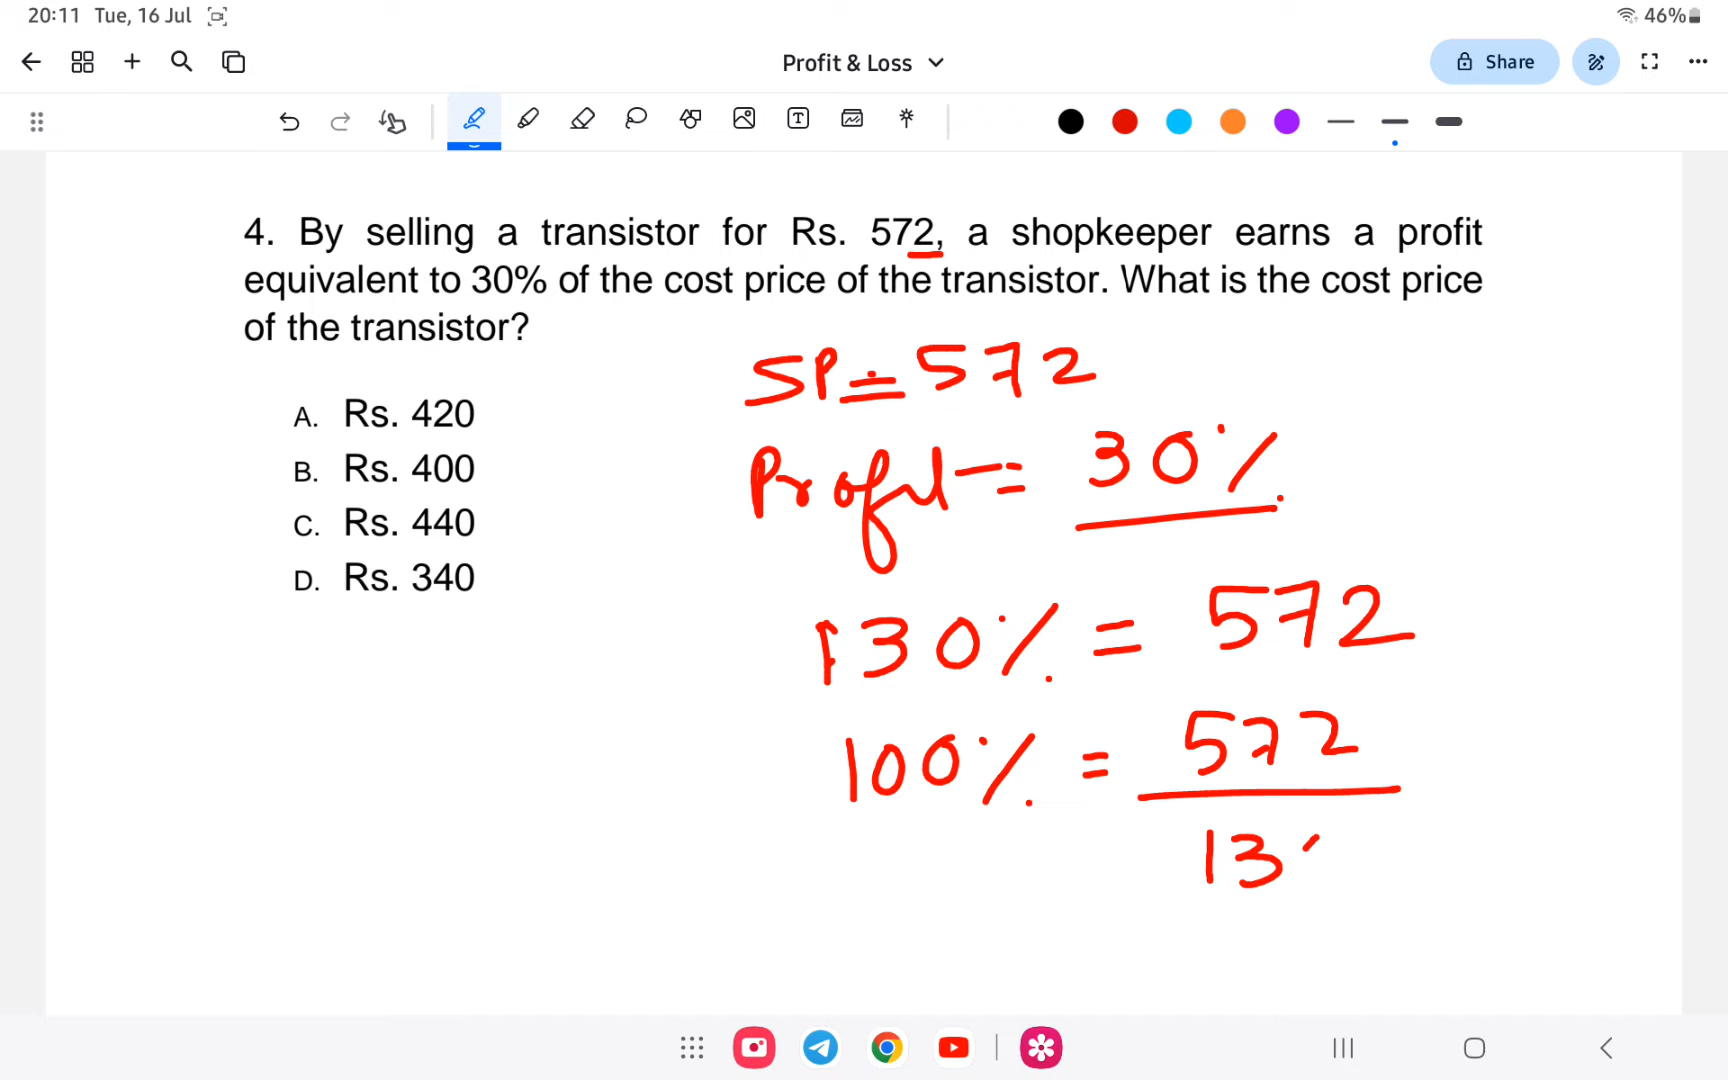 20:11 Tue, 16 Jul
46%
Profit & Loss
Share
4. By selling a transistor for Rs. 572, a shopkeeper earns a profit
equivalent to 30% of the cost price of the transistor. What is the cost price
of the transistor?
A. Rs. 420
B. Rs. 400
C. Rs. 440
D. Rs. 340
SP = 572
Profit = 30%
130% = 572
100% = 572
13